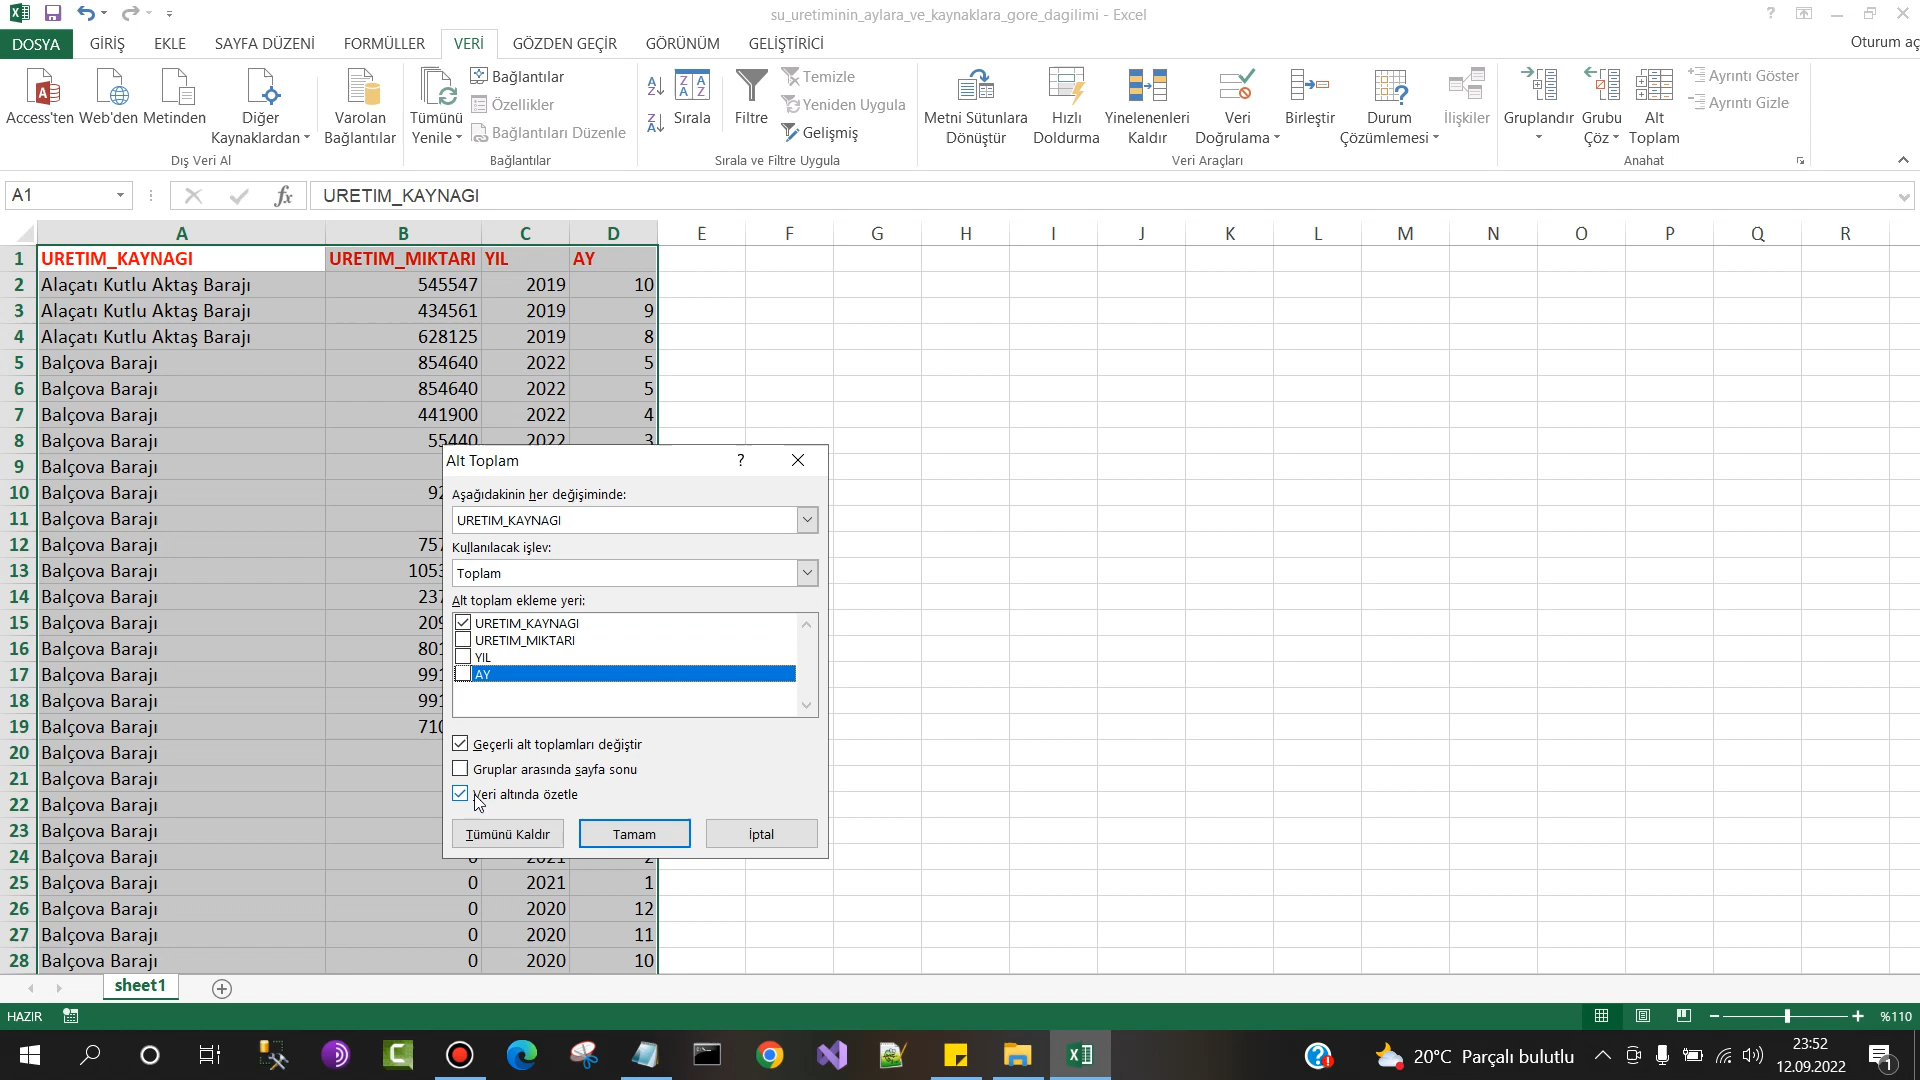 su_uretiminin_aylara_ve_kaynaklara_gore_dagilimi - Excel
DOSYA GİRİŞ EKLE SAYFA DÜZENİ FORMÜLLER VERİ GÖZDEN GEÇİR GÖRÜNÜM GELİŞTİRİCİ Oturum aç
Access'ten Web'den Metinden Diğer Kaynaklardan
Dış Veri Al
Varolan Bağlantılar
Tümünü Yenile
Bağlantılar
Özellikler
Bağlantıları Düzenle
Bağlantılar
Sırala
Filtre
Temizle
Yeniden Uygula
Gelişmiş
Sırala ve Filtre Uygula
Metni Sütunlara Dönüştür
Hızlı Doldurma
Yinelenenleri Kaldır
Veri Doğrulama
Birleştir
Durum Çözümlemesi
İlişkiler
Veri Araçları
Gruplandır
Grubu Çöz
Alt Toplam
Ayrıntı Göster
Ayrıntı Gizle
Anahat
A1 fx URETIM_KAYNAGI
A B C D E F G H I J K L M N O P Q R
1 URETIM_KAYNAGI URETIM_MIKTARI YIL AY
2 Alaçatı Kutlu Aktaş Barajı 545547 2019 10
3 Alaçatı Kutlu Aktaş Barajı 434561 2019 9
4 Alaçatı Kutlu Aktaş Barajı 628125 2019 8
5 Balçova Barajı 854640 2022 5
6 Balçova Barajı 854640 2022 5
7 Balçova Barajı 441900 2022 4
8 Balçova Barajı 55440 2022 3
9 Balçova Barajı
10 Balçova Barajı 92
11 Balçova Barajı
12 Balçova Barajı 757
13 Balçova Barajı 1053
14 Balçova Barajı 237
15 Balçova Barajı 209
16 Balçova Barajı 801
17 Balçova Barajı 991
18 Balçova Barajı 991
19 Balçova Barajı 710
20 Balçova Barajı
21 Balçova Barajı
22 Balçova Barajı
23 Balçova Barajı
24 Balçova Barajı 0 2021 2
25 Balçova Barajı 0 2021 1
26 Balçova Barajı 0 2020 12
27 Balçova Barajı 0 2020 11
28 Balçova Barajı 0 2020 10
Alt Toplam ?
Aşağıdakinin her değişiminde:
URETIM_KAYNAGI
Kullanılacak işlev:
Toplam
Alt toplam ekleme yeri:
URETIM_KAYNAGI
URETIM_MIKTARI
YIL
AY
Geçerli alt toplamları değiştir
Gruplar arasında sayfa sonu
Veri altında özetle
Tümünü Kaldır Tamam İptal
sheet1
HAZIR %110
20°C Parçalı bulutlu
23:52
12.09.2022
1